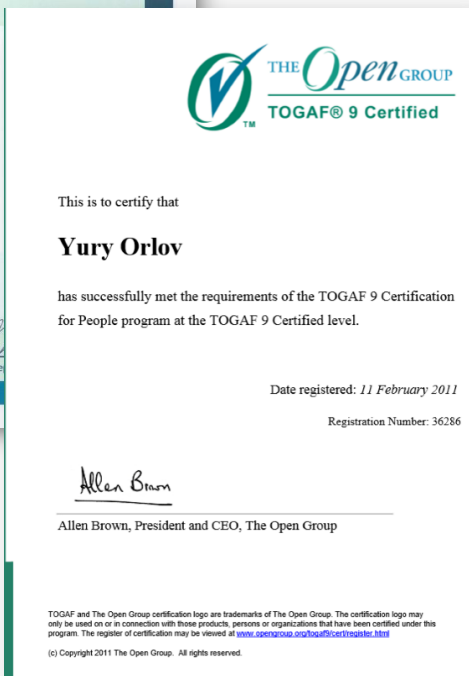 THE Open GROUP
TM
TOGAF® 9 Certified
This is to certify that
Yury Orlov
has successfully met the requirements of the TOGAF 9 Certification
for People program at the TOGAF 9 Certified level.
Date registered: 11 February 2011
Registration Number: 36286
Allen Brown
Allen Brown, President and CEO, The Open Group
TOGAF and The Open Group certification logo are trademarks of The Open Group. The certification logo may
only be used on or in connection with those products, persons or organizations that have been certified under this
program. The register of certification may be viewed at www.opengroup.org/togaf9/cert/register.html
(c) Copyright 2011 The Open Group. All rights reserved.